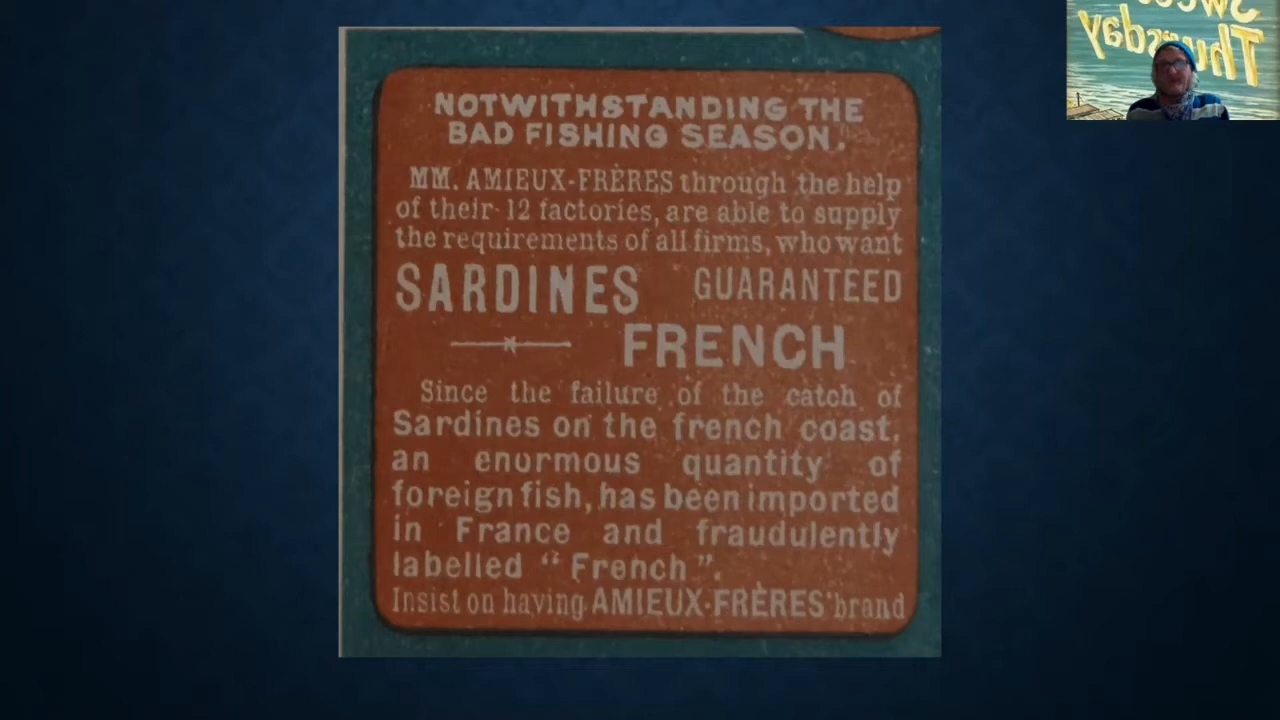 NOTWITHSTANDING THE
BAD FISHING SEASON.
MM. AMIEUX-FRÈRES through the help
of their 12 factories, are able to supply
the requirements of all firms, who want
SARDINES GUARANTEED
FRENCH
Since the failure of the catch of
Sardines on the french coast,
an enormous quantity of
foreign fish, has been imported
in France and fraudulently
labelled “ French ”.
Insist on having AMIEUX-FRÈRES' brand
Sweet
Thursday